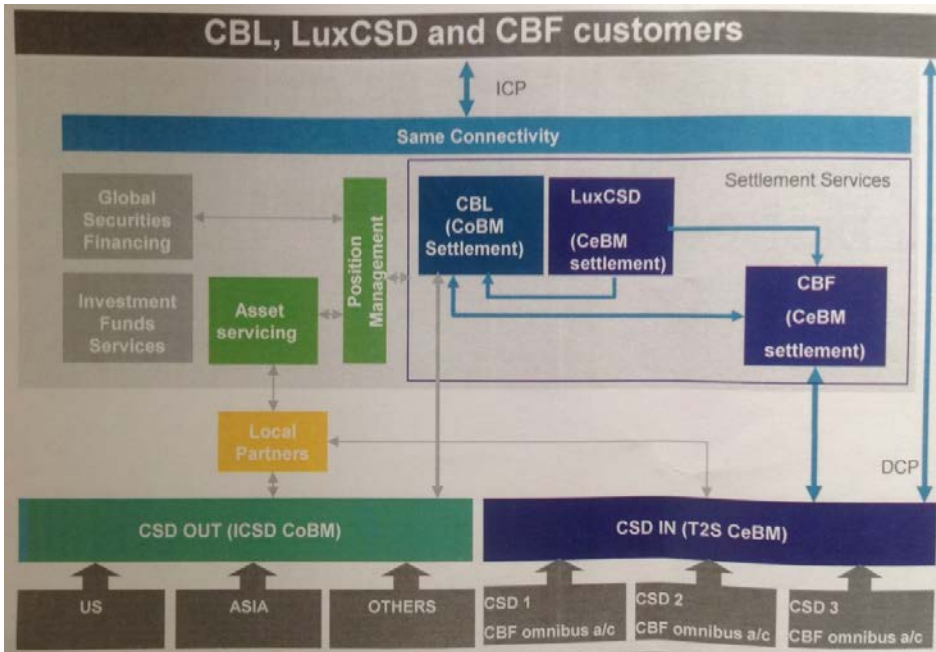 CBL, LuxCSD and CBF customers
ICP
Same Connectivity
Settlement Services
Global
Securities
Financing
Position
Management
CBL
(CoBM
Settlement)
LuxCSD
(CeBM
settlement)
Investment
Funds
Services
Asset
servicing
CBF
(CeBM
settlement)
Local
Partners
DCP
CSD OUT (ICSD CoBM)
CSD IN (T2S CeBM)
US
ASIA
OTHERS
CSD 1
CBF omnibus a/c
CSD 2
CBF omnibus a/c
CSD 3
CBF omnibus a/c